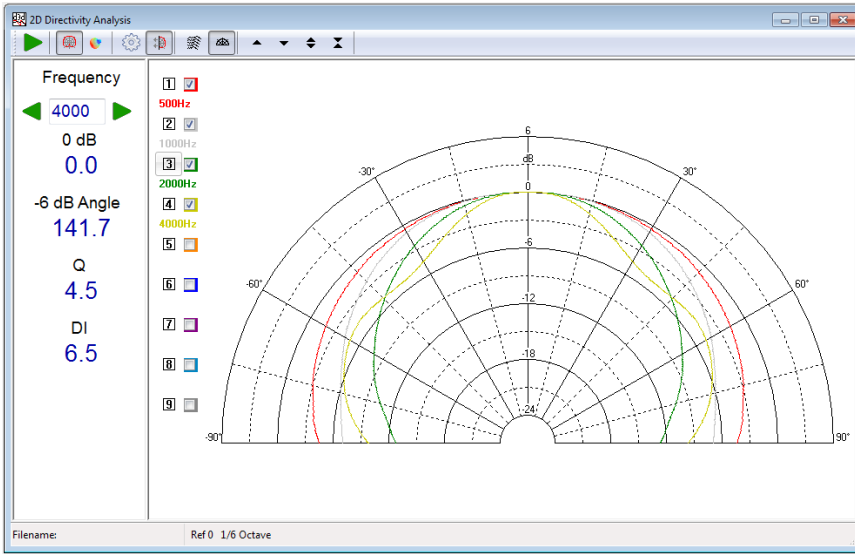 2D Directivity Analysis
Frequency
4000
0 dB
0.0
-6 dB Angle
141.7
Q
4.5
DI
6.5
1
500Hz
2
1000Hz
3
2000Hz
4
4000Hz
5
6
7
8
9
6
dB
0
-6
-12
-18
-24
-30°
30°
-60°
60°
-90°
90°
Filename:
Ref 0 1/6 Octave